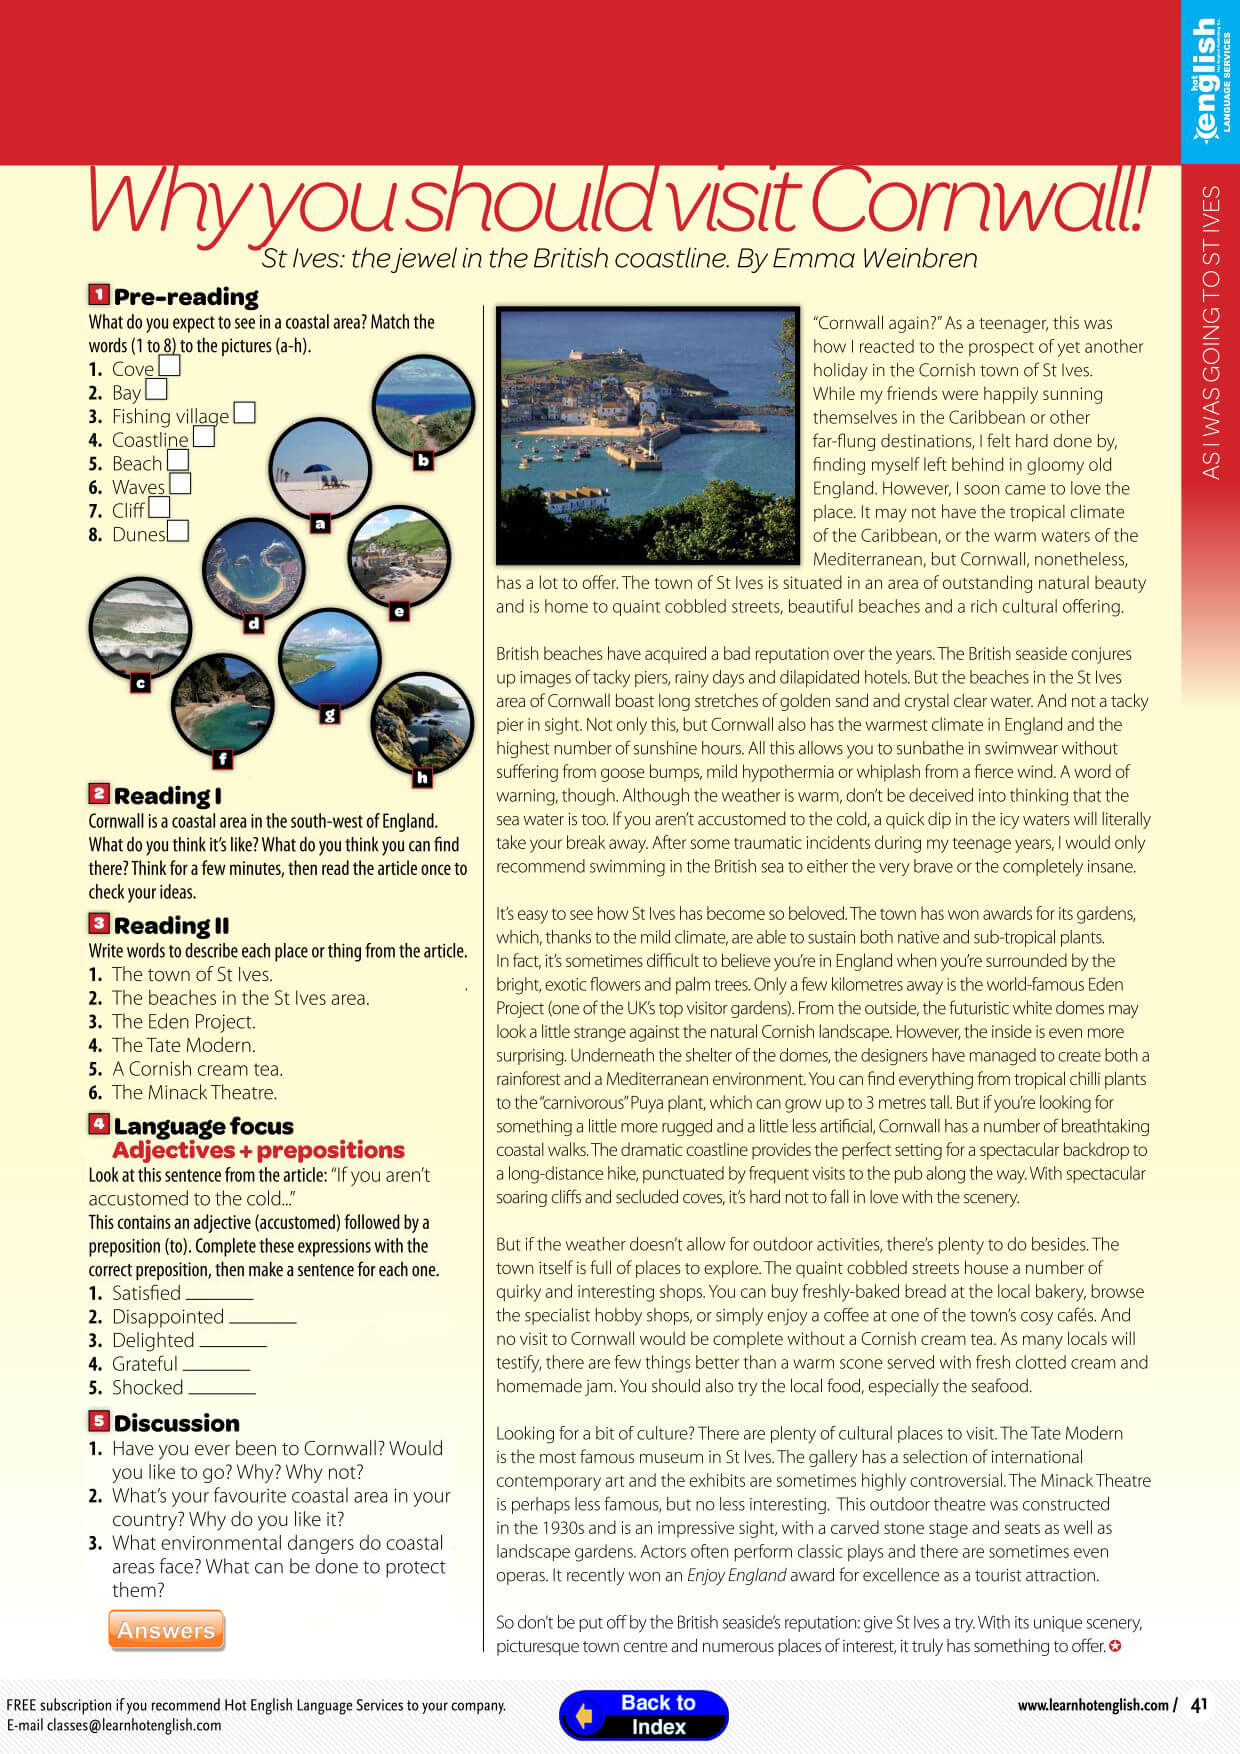 hot
english
LANGUAGE SERVICES
AS I WAS GOING TO ST IVES
Why you should visit Cornwall!
St Ives: the jewel in the British coastline. By Emma Weinbren
1 Pre-reading
What do you expect to see in a coastal area? Match the
words (1 to 8) to the pictures (a-h).
1. Cove
2. Bay
3. Fishing village
4. Coastline
5. Beach
6. Waves
7. Cliff
8. Dunes
b
a
e
d
c
g
f
h
2 Reading I
Cornwall is a coastal area in the south-west of England.
What do you think it's like? What do you think you can find
there? Think for a few minutes, then read the article once to
check your ideas.
3 Reading II
Write words to describe each place or thing from the article.
1. The town of St Ives.
2. The beaches in the St Ives area.
3. The Eden Project.
4. The Tate Modern.
5. A Cornish cream tea.
6. The Minack Theatre.
4 Language focus
Adjectives + prepositions
Look at this sentence from the article: "If you aren't
accustomed to the cold..."
This contains an adjective (accustomed) followed by a
preposition (to). Complete these expressions with the
correct preposition, then make a sentence for each one.
1. Satisfied _______
2. Disappointed _______
3. Delighted _______
4. Grateful _______
5. Shocked _______
5 Discussion
1. Have you ever been to Cornwall? Would
you like to go? Why? Why not?
2. What's your favourite coastal area in your
country? Why do you like it?
3. What environmental dangers do coastal
areas face? What can be done to protect
them?
Answers
"Cornwall again?" As a teenager, this was
how I reacted to the prospect of yet another
holiday in the Cornish town of St Ives.
While my friends were happily sunning
themselves in the Caribbean or other
far-flung destinations, I felt hard done by,
finding myself left behind in gloomy old
England. However, I soon came to love the
place. It may not have the tropical climate
of the Caribbean, or the warm waters of the
Mediterranean, but Cornwall, nonetheless,
has a lot to offer. The town of St Ives is situated in an area of outstanding natural beauty
and is home to quaint cobbled streets, beautiful beaches and a rich cultural offering.
British beaches have acquired a bad reputation over the years. The British seaside conjures
up images of tacky piers, rainy days and dilapidated hotels. But the beaches in the St Ives
area of Cornwall boast long stretches of golden sand and crystal clear water. And not a tacky
pier in sight. Not only this, but Cornwall also has the warmest climate in England and the
highest number of sunshine hours. All this allows you to sunbathe in swimwear without
suffering from goose bumps, mild hypothermia or whiplash from a fierce wind. A word of
warning, though. Although the weather is warm, don't be deceived into thinking that the
sea water is too. If you aren't accustomed to the cold, a quick dip in the icy waters will literally
take your break away. After some traumatic incidents during my teenage years, I would only
recommend swimming in the British sea to either the very brave or the completely insane.
It's easy to see how St Ives has become so beloved. The town has won awards for its gardens,
which, thanks to the mild climate, are able to sustain both native and sub-tropical plants.
In fact, it's sometimes difficult to believe you're in England when you're surrounded by the
bright, exotic flowers and palm trees. Only a few kilometres away is the world-famous Eden
Project (one of the UK's top visitor gardens). From the outside, the futuristic white domes may
look a little strange against the natural Cornish landscape. However, the inside is even more
surprising. Underneath the shelter of the domes, the designers have managed to create both a
rainforest and a Mediterranean environment. You can find everything from tropical chilli plants
to the "carnivorous" Puya plant, which can grow up to 3 metres tall. But if you're looking for
something a little more rugged and a little less artificial, Cornwall has a number of breathtaking
coastal walks. The dramatic coastline provides the perfect setting for a spectacular backdrop to
a long-distance hike, punctuated by frequent visits to the pub along the way. With spectacular
soaring cliffs and secluded coves, it's hard not to fall in love with the scenery.
But if the weather doesn't allow for outdoor activities, there's plenty to do besides. The
town itself is full of places to explore. The quaint cobbled streets house a number of
quirky and interesting shops. You can buy freshly-baked bread at the local bakery, browse
the specialist hobby shops, or simply enjoy a coffee at one of the town's cosy cafés. And
no visit to Cornwall would be complete without a Cornish cream tea. As many locals will
testify, there are few things better than a warm scone served with fresh clotted cream and
homemade jam. You should also try the local food, especially the seafood.
Looking for a bit of culture? There are plenty of cultural places to visit. The Tate Modern
is the most famous museum in St Ives. The gallery has a selection of international
contemporary art and the exhibits are sometimes highly controversial. The Minack Theatre
is perhaps less famous, but no less interesting. This outdoor theatre was constructed
in the 1930s and is an impressive sight, with a carved stone stage and seats as well as
landscape gardens. Actors often perform classic plays and there are sometimes even
operas. It recently won an Enjoy England award for excellence as a tourist attraction.
So don't be put off by the British seaside's reputation: give St Ives a try. With its unique scenery,
picturesque town centre and numerous places of interest, it truly has something to offer.
FREE subscription if you recommend Hot English Language Services to your company.
E-mail classes@learnhotenglish.com
Back to
Index
www.learnhotenglish.com / 41